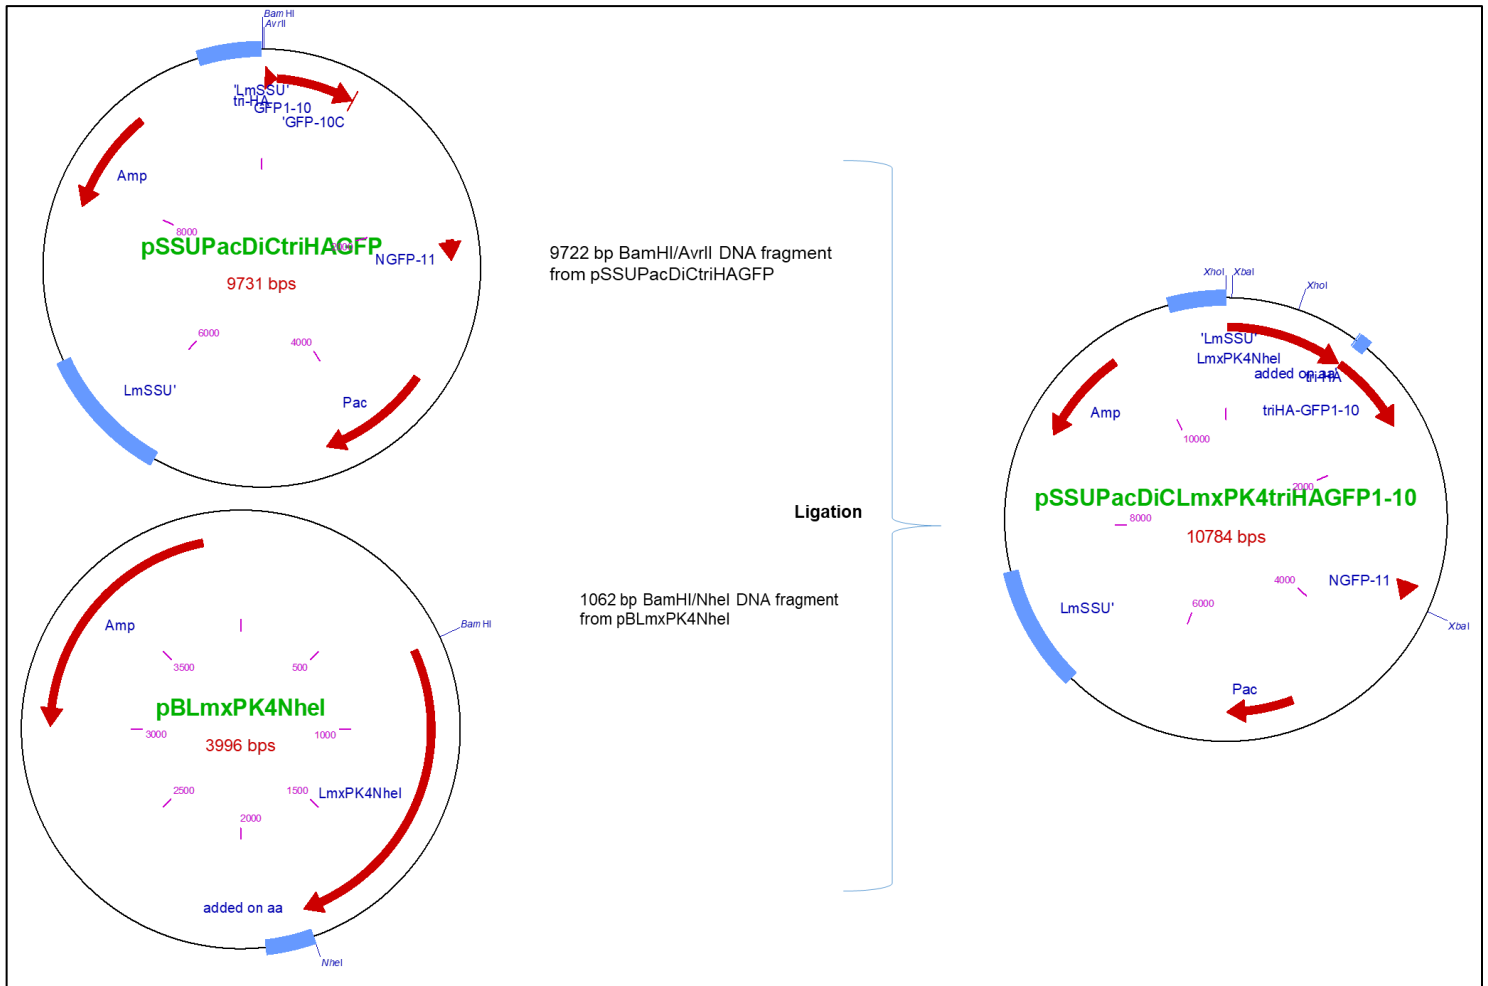 Bam HI
AvrII
'LmSSU'
tri-HA
GFP1-10
'GFP-10C
Amp
8000
2000
pSSUPacDiCtriHAGFP
NGFP-11
9731 bps
6000
4000
LmSSU'
Pac
9722 bp BamHI/AvrII DNA fragment
from pSSUPacDiCtriHAGFP
Ligation
1062 bp BamHI/NheI DNA fragment
from pBLmxPK4NheI
Amp
Bam HI
3500
500
pBLmxPK4NheI
3000
1000
3996 bps
2500
1500
LmxPK4NheI
2000
added on aa
NheI
XhoI
XbaI
XhoI
'LmSSU'
LmxPK4NheI
added on aa
tri-HA
triHA-GFP1-10
Amp
10000
2000
pSSUPacDiCLmxPK4triHAGFP1-10
8000
10784 bps
4000
NGFP-11
6000
LmSSU'
XbaI
Pac